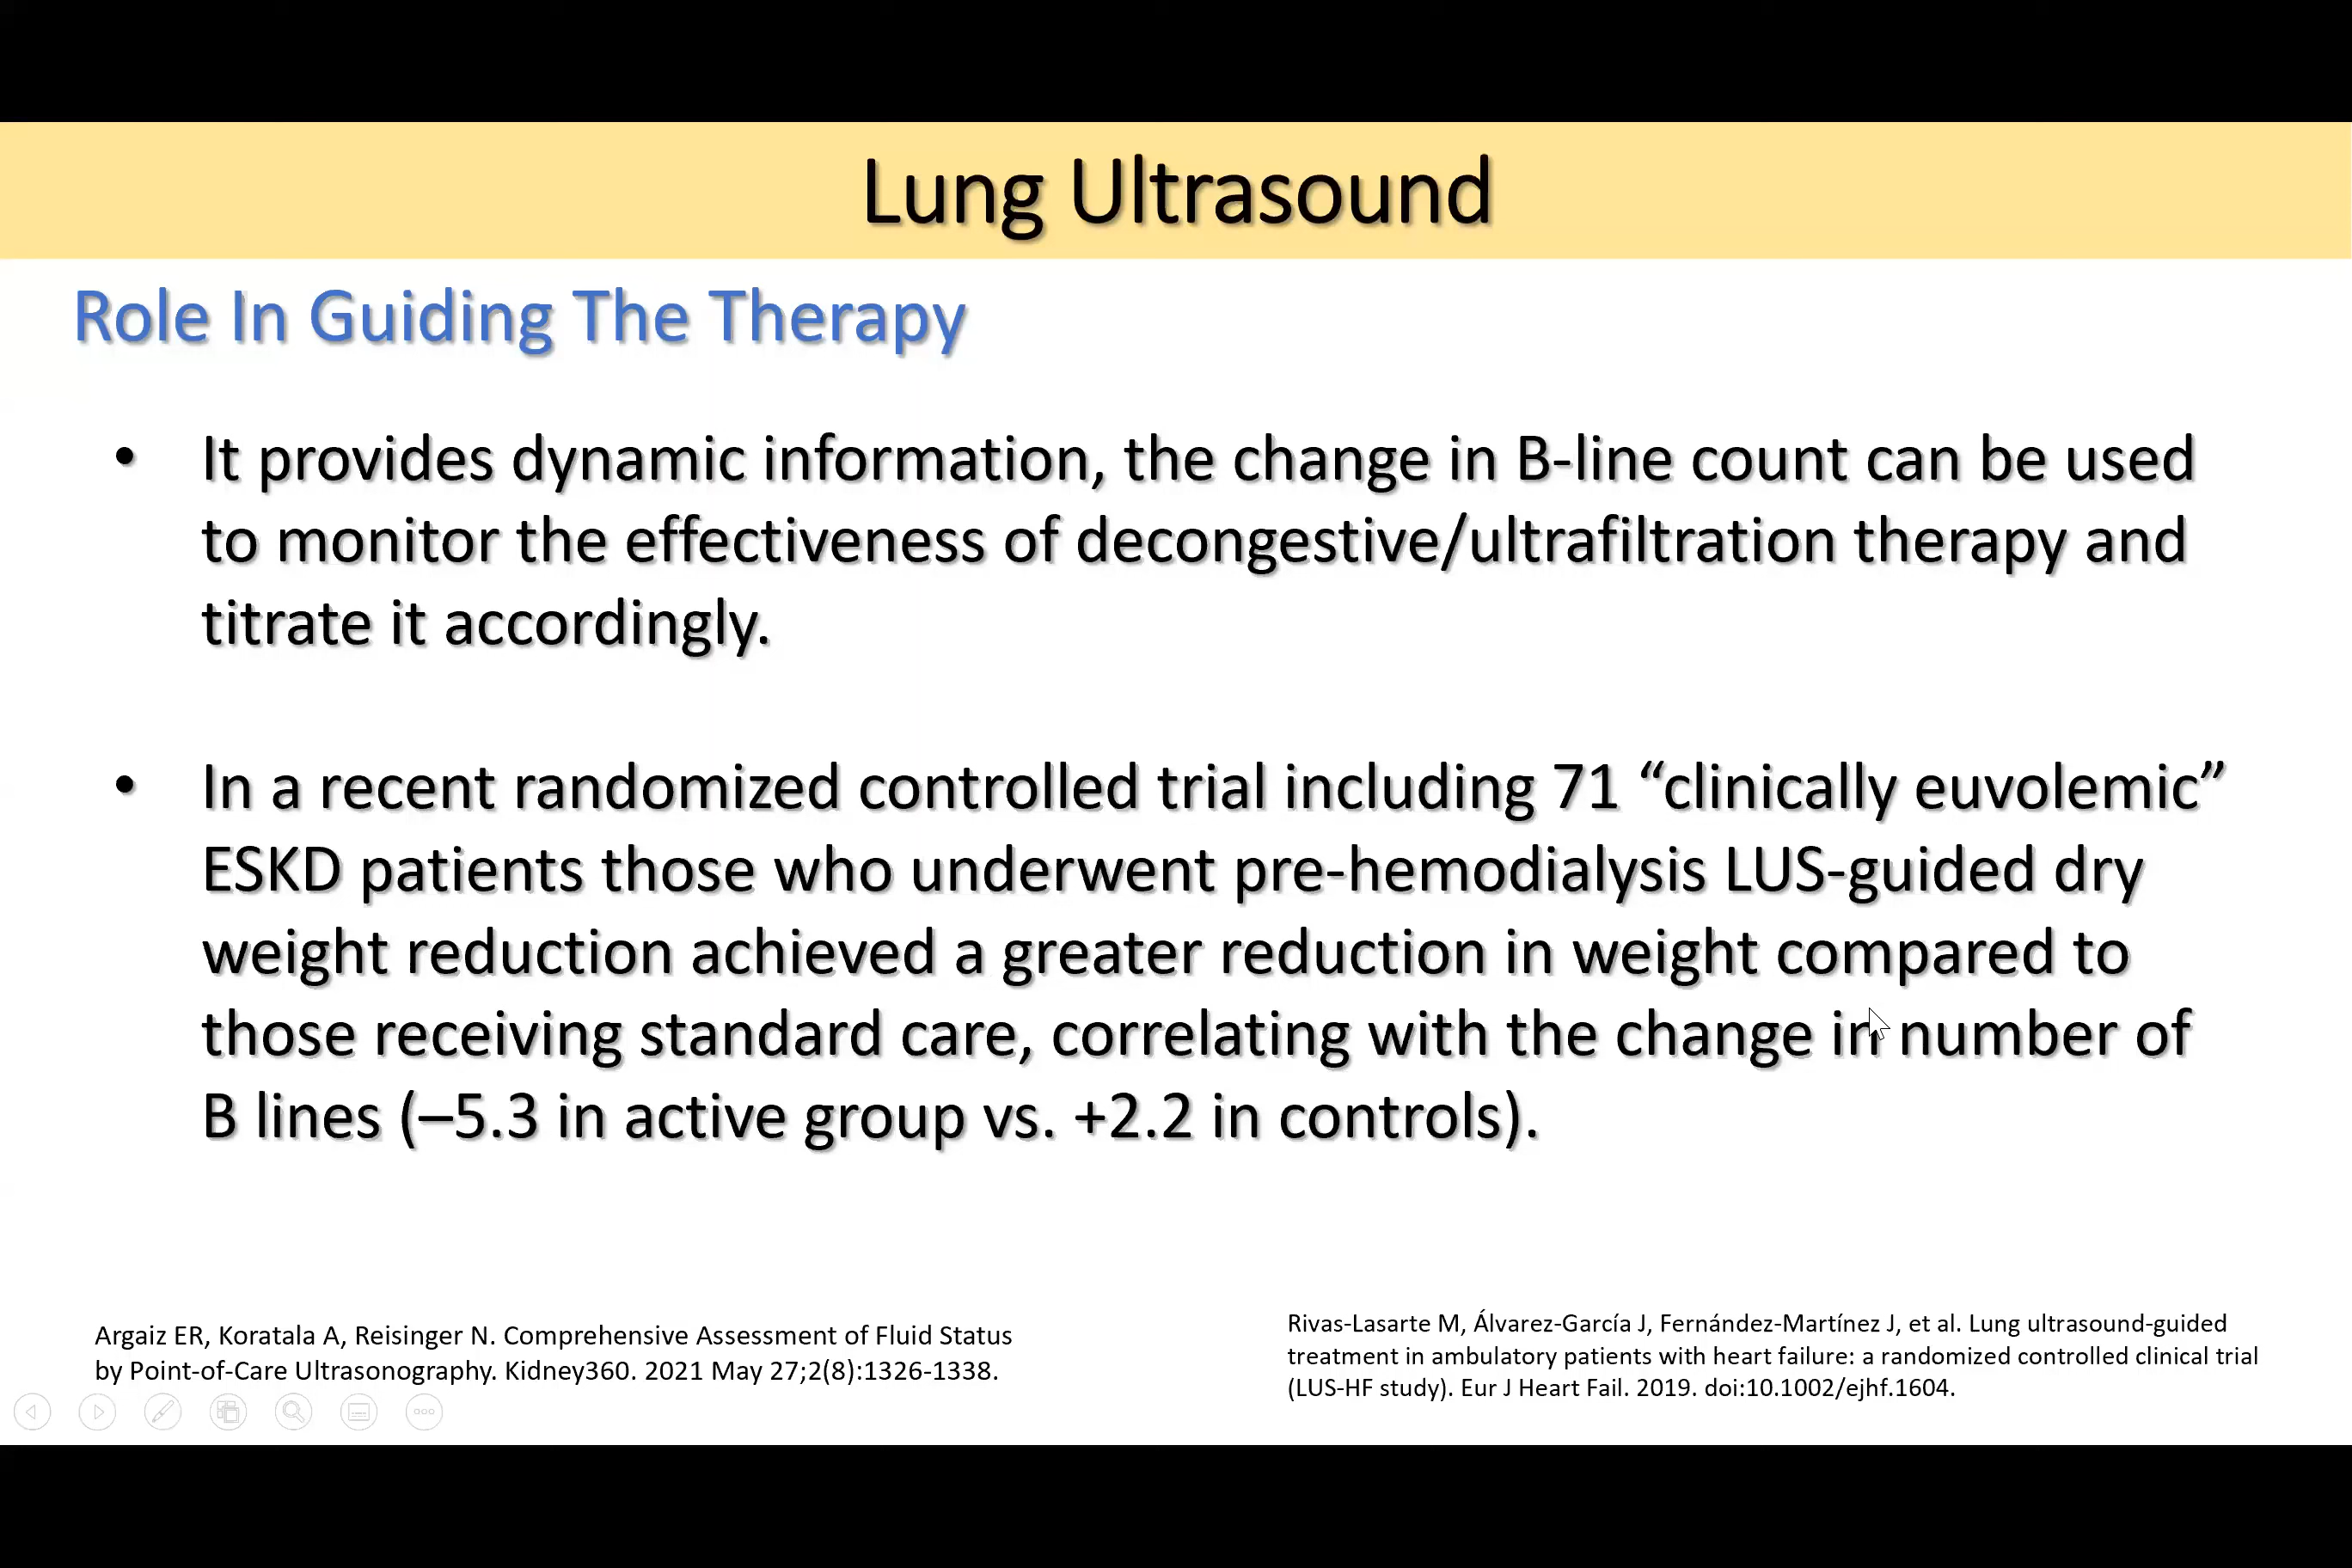 Lung Ultrasound
Role In Guiding The Therapy
• It provides dynamic information, the change in B-line count can be used
to monitor the effectiveness of decongestive/ultrafiltration therapy and
titrate it accordingly.
• In a recent randomized controlled trial including 71 “clinically euvolemic”
ESKD patients those who underwent pre-hemodialysis LUS-guided dry
weight reduction achieved a greater reduction in weight compared to
those receiving standard care, correlating with the change in number of
B lines (–5.3 in active group vs. +2.2 in controls).
Argaiz ER, Koratala A, Reisinger N. Comprehensive Assessment of Fluid Status
by Point-of-Care Ultrasonography. Kidney360. 2021 May 27;2(8):1326-1338.
Rivas-Lasarte M, Álvarez-García J, Fernández-Martínez J, et al. Lung ultrasound-guided
treatment in ambulatory patients with heart failure: a randomized controlled clinical trial
(LUS-HF study). Eur J Heart Fail. 2019. doi:10.1002/ejhf.1604.